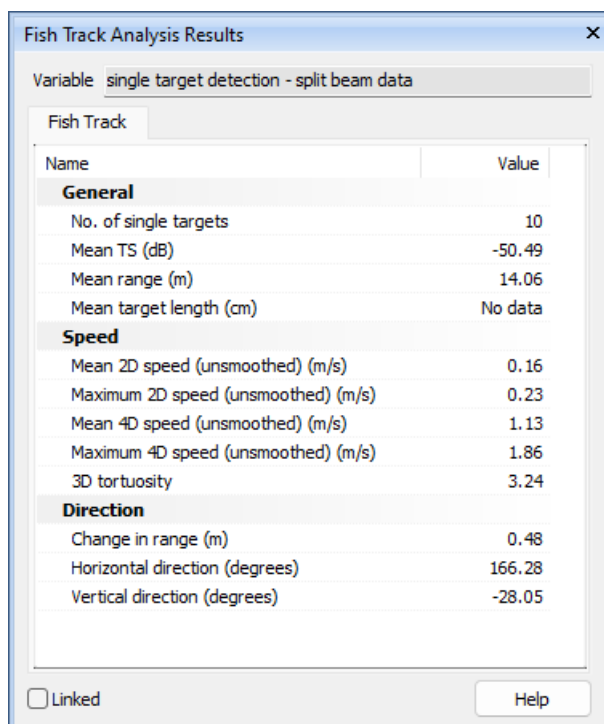 Fish Track Analysis Results
Variable single target detection - split beam data
Fish Track
Name Value
General
No. of single targets 10
Mean TS (dB) -50.49
Mean range (m) 14.06
Mean target length (cm) No data
Speed
Mean 2D speed (unsmoothed) (m/s) 0.16
Maximum 2D speed (unsmoothed) (m/s) 0.23
Mean 4D speed (unsmoothed) (m/s) 1.13
Maximum 4D speed (unsmoothed) (m/s) 1.86
3D tortuosity 3.24
Direction
Change in range (m) 0.48
Horizontal direction (degrees) 166.28
Vertical direction (degrees) -28.05
Linked Help